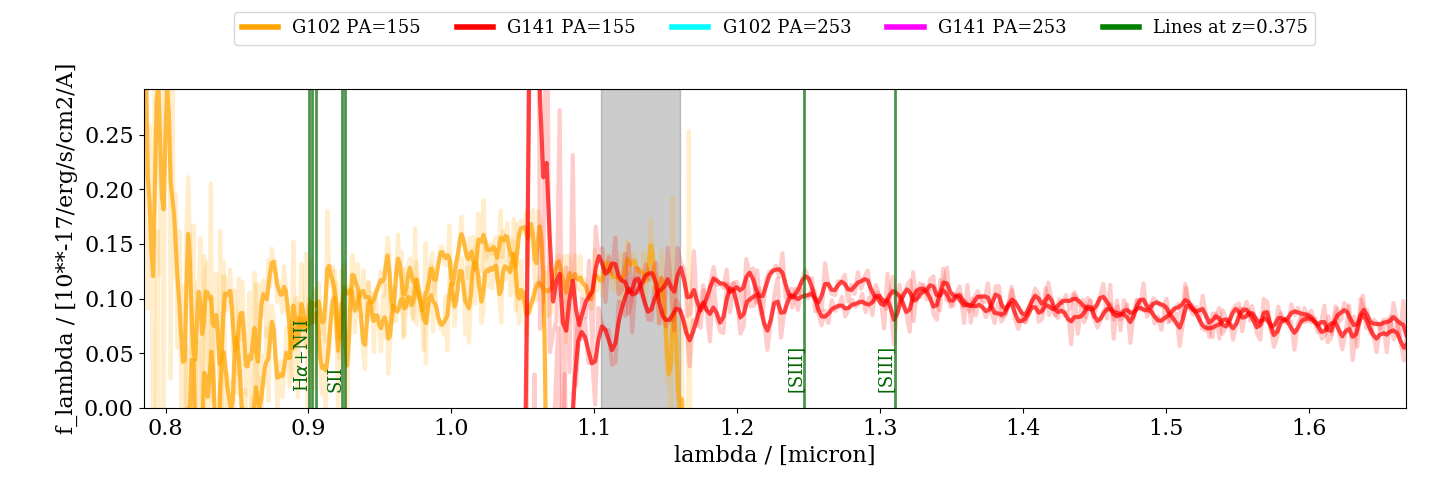 G102 PA=155 G141 PA=155 G102 PA=253 G141 PA=253 Lines at z=0.375
f_lambda / [10**-17/erg/s/cm2/A]
0.25
0.20
0.15
0.10
0.05
0.00
Hα+NII
SII
[SIII]
[SIII]
0.8 0.9 1.0 1.1 1.2 1.3 1.4 1.5 1.6
lambda / [micron]